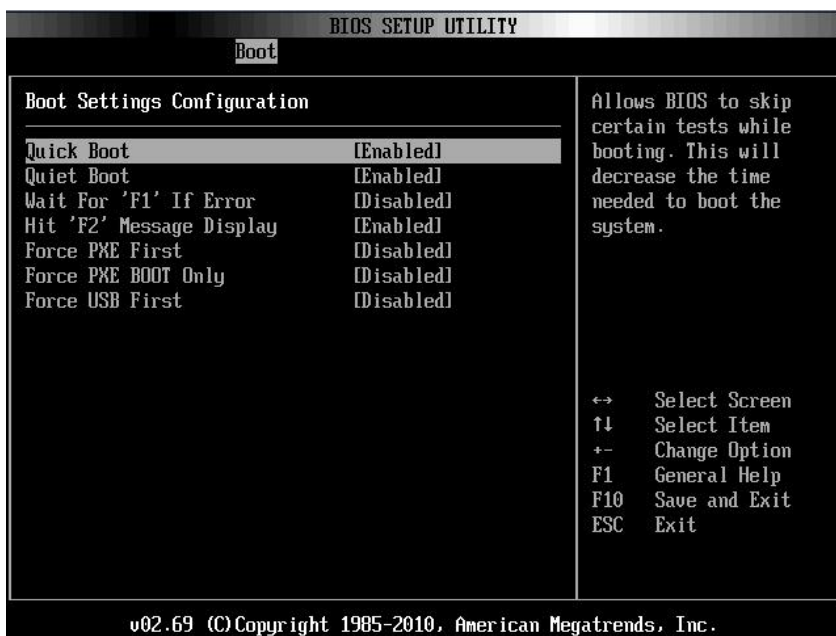 BIOS SETUP UTILITY
Boot
Boot Settings Configuration
Quick Boot [Enabled]
Quiet Boot [Enabled]
Wait For 'F1' If Error [Disabled]
Hit 'F2' Message Display [Enabled]
Force PXE First [Disabled]
Force PXE BOOT Only [Disabled]
Force USB First [Disabled]
Allows BIOS to skip
certain tests while
booting. This will
decrease the time
needed to boot the
system.
↔ Select Screen
↑↓ Select Item
+- Change Option
F1 General Help
F10 Save and Exit
ESC Exit
v02.69 (C)Copyright 1985-2010, American Megatrends, Inc.